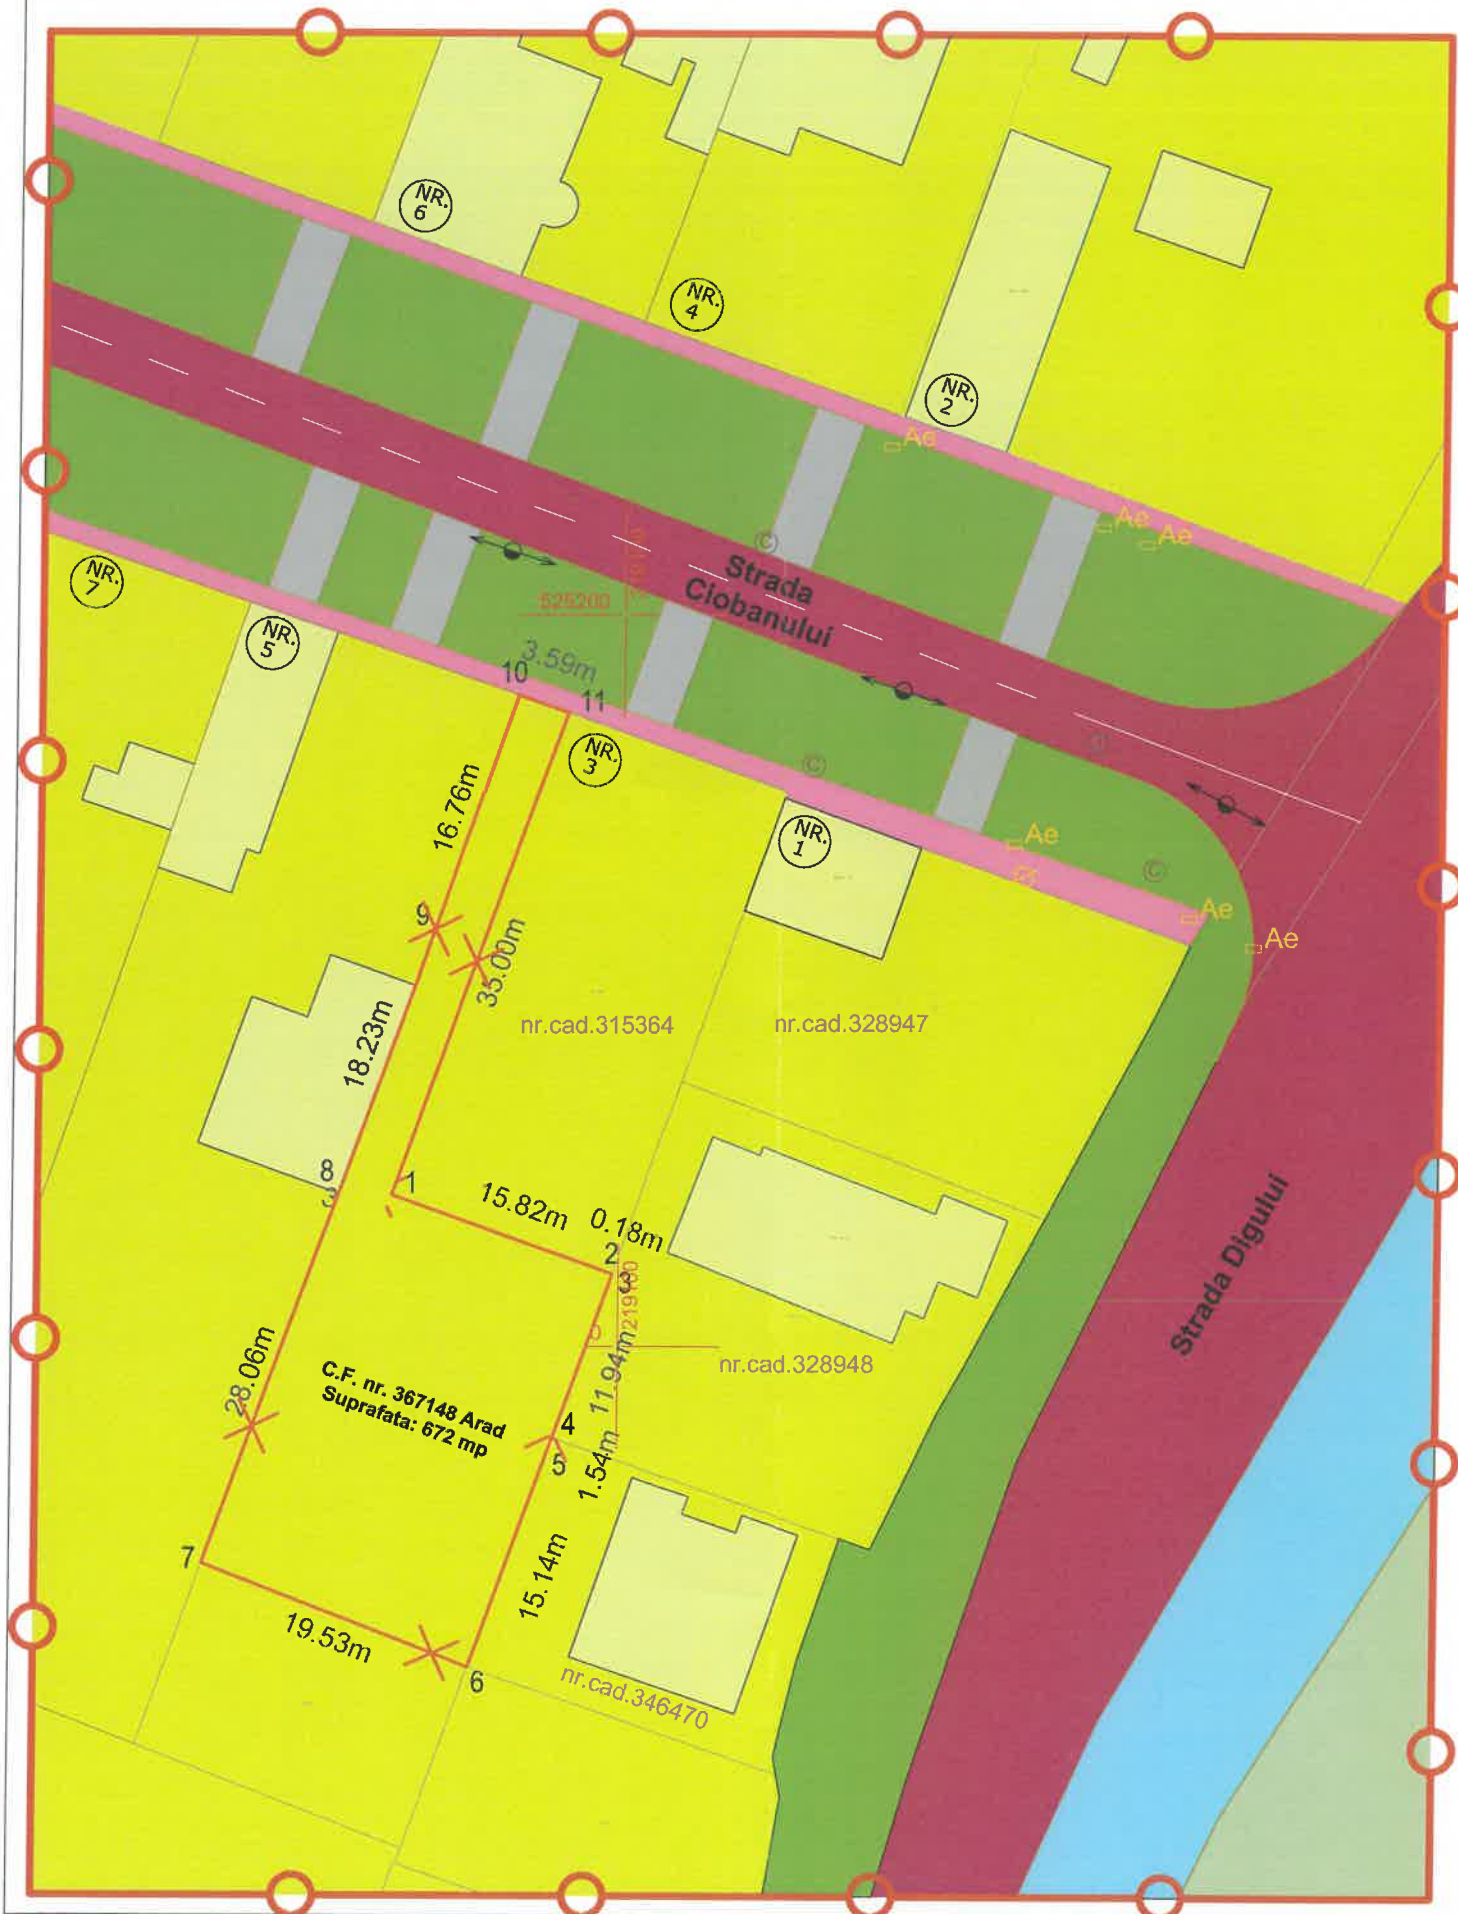 NR.
6
NR.
4
NR.
2
Ae
Ae
Ae
©
Strada
Ciobanului
525200
NR.
7
NR.
5
3.59m
10
11
NR.
3
©
NR.
1
Ae
©
Ae
Ae
16.76m
9
35.00m
18.23m
nr.cad.315364
nr.cad.328947
8
1
15.82m
0.18m
2
3
219100
11.94m
nr.cad.328948
Strada Digului
28.06m
C.F. nr. 367148 Arad
Suprafata: 672 mp
4
5
1.54m
7
15.14m
19.53m
6
nr.cad.346470